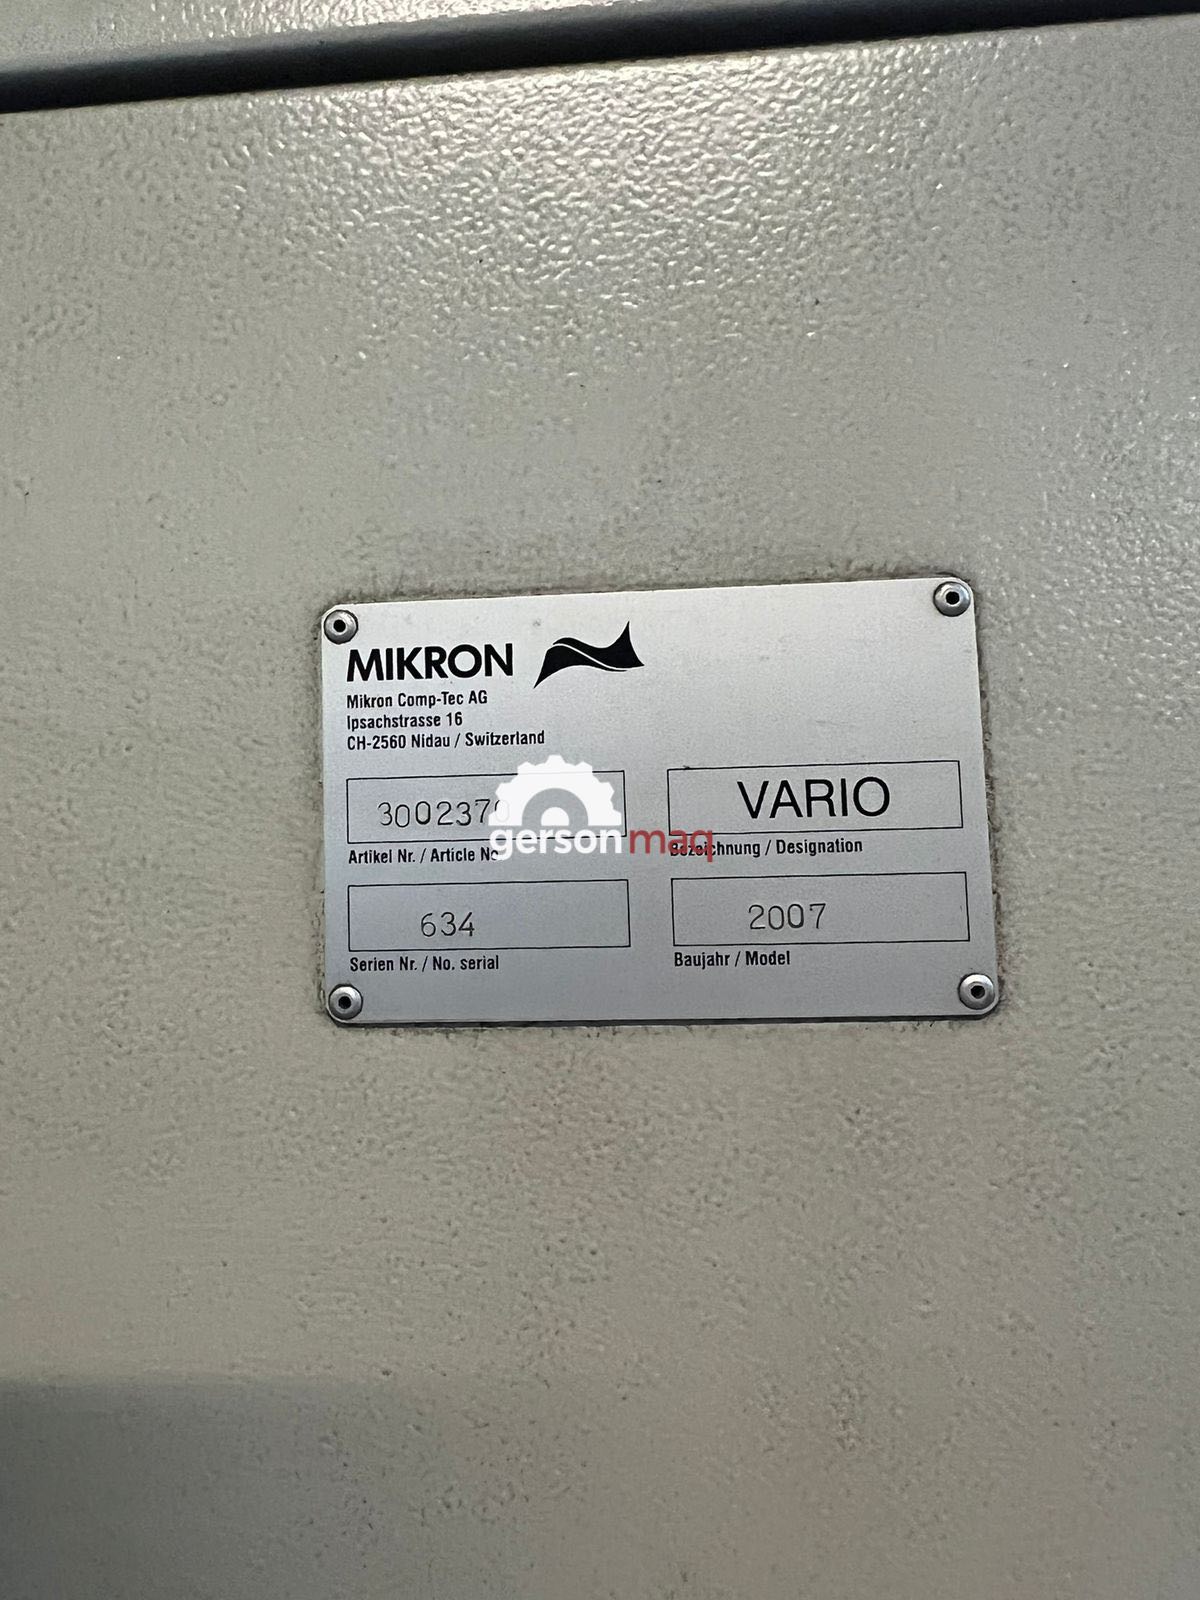 MIKRON
Mikron Comp-Tec AG
Ipsachstrasse 16
CH-2560 Nidau / Switzerland
VARIO
Artikel Nr. / Article No
Bezeichnung / Designation
gersonmaq
634
2007
Serien Nr. / No. serial
Baujahr / Model